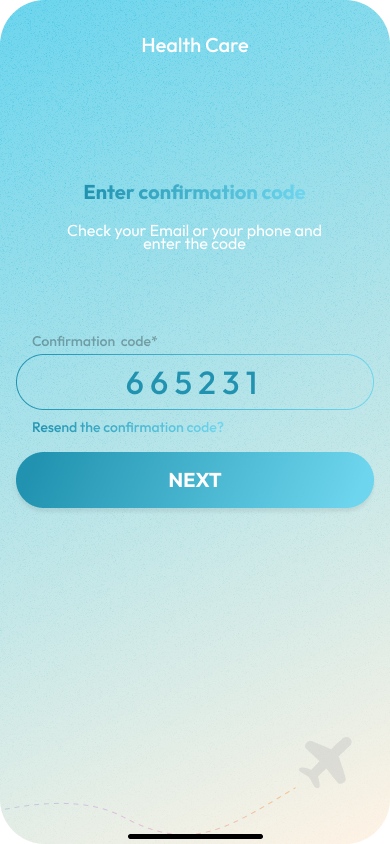 Health Care
Enter confirmation code
Check your Email or your phone and
enter the code
Confirmation code*
665231
Resend the confirmation code?
NEXT